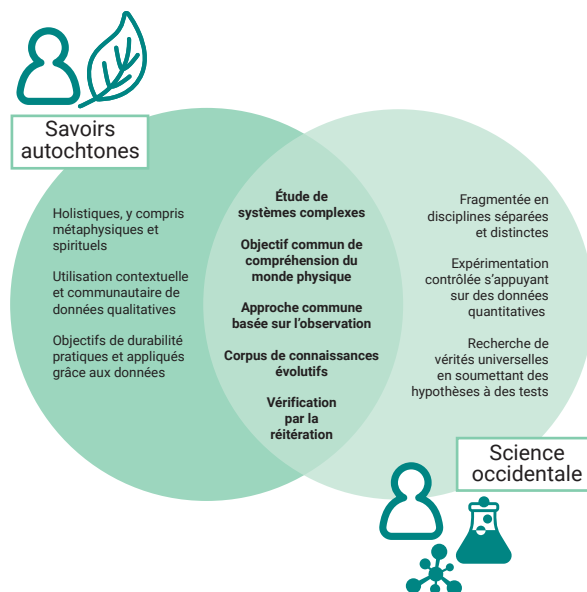 Savoirs
autochtones
Holistiques, y compris
métaphysiques et
spirituels
Utilisation contextuelle
et communautaire de
données qualitatives
Objectifs de durabilité
pratiques et appliqués
grâce aux données
Étude de
systèmes complexes
Objectif commun de
compréhension du
monde physique
Approche commune
basée sur l’observation
Corpus de connaissances
évolutifs
Vérification
par la
réitération
Fragmentée en
disciplines séparées
et distinctes
Expérimentation
contrôlée s’appuyant
sur des données
quantitatives
Recherche de
vérités universelles
en soumettant des
hypothèses à des tests
Science
occidentale